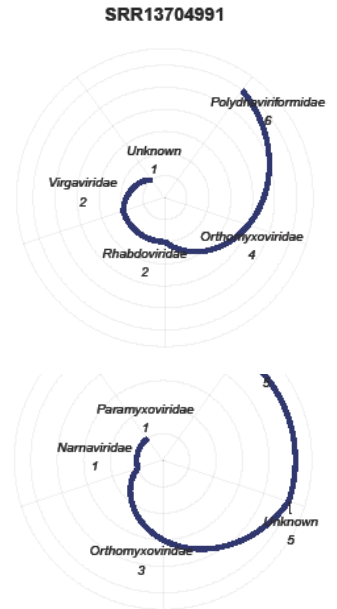 SRR13704991
Polydnaviriformidae
6
Unknown
1
Virgaviridae
2
Orthomyxoviridae
4
Rhabdoviridae
2
5
Paramyxoviridae
1
Narnaviridae
1
Unknown
5
Orthomyxoviridae
3